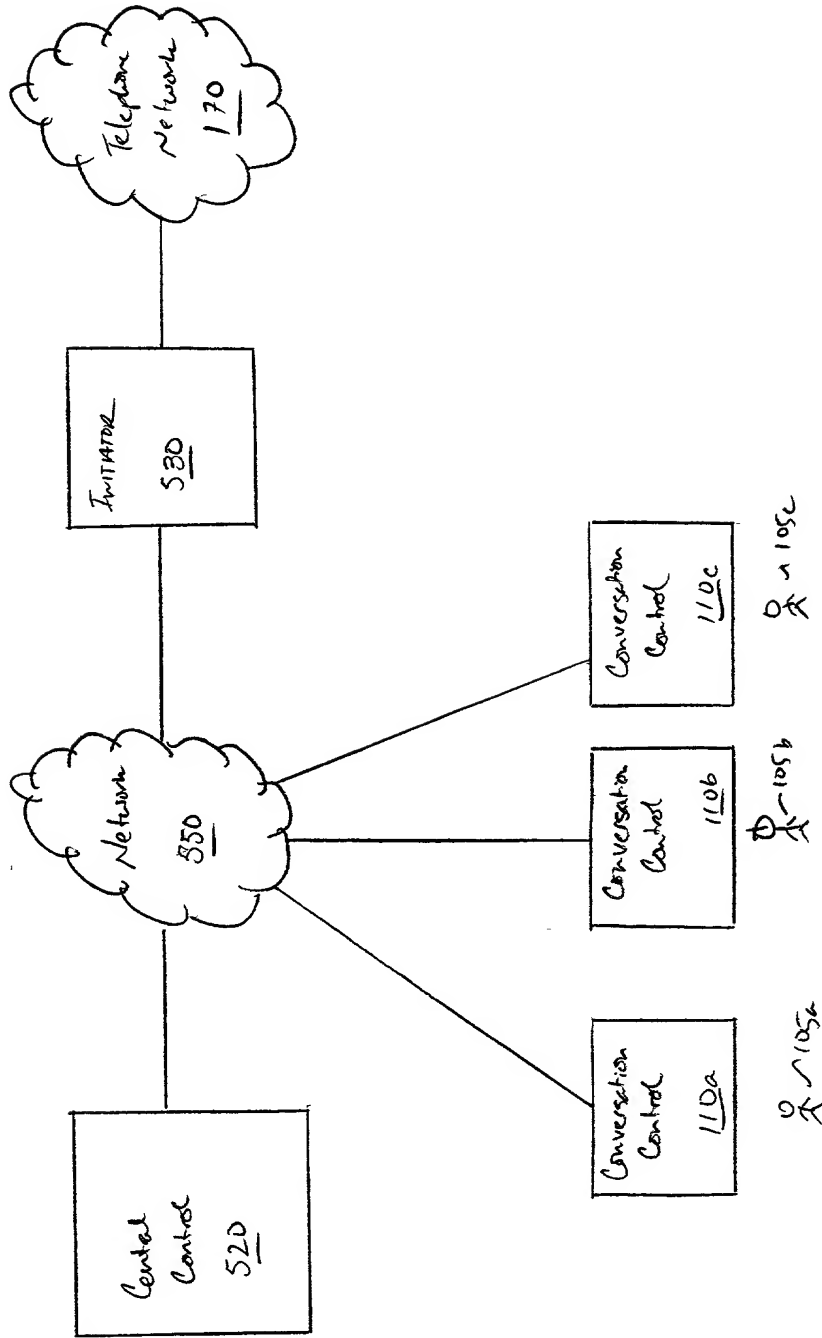 Central
Control
520
Network
550
INITIATOR
530
Telephone
Network
170
Conversation
Control
110a
105a
Conversation
Control
110b
105b
Conversation
Control
110c
105c